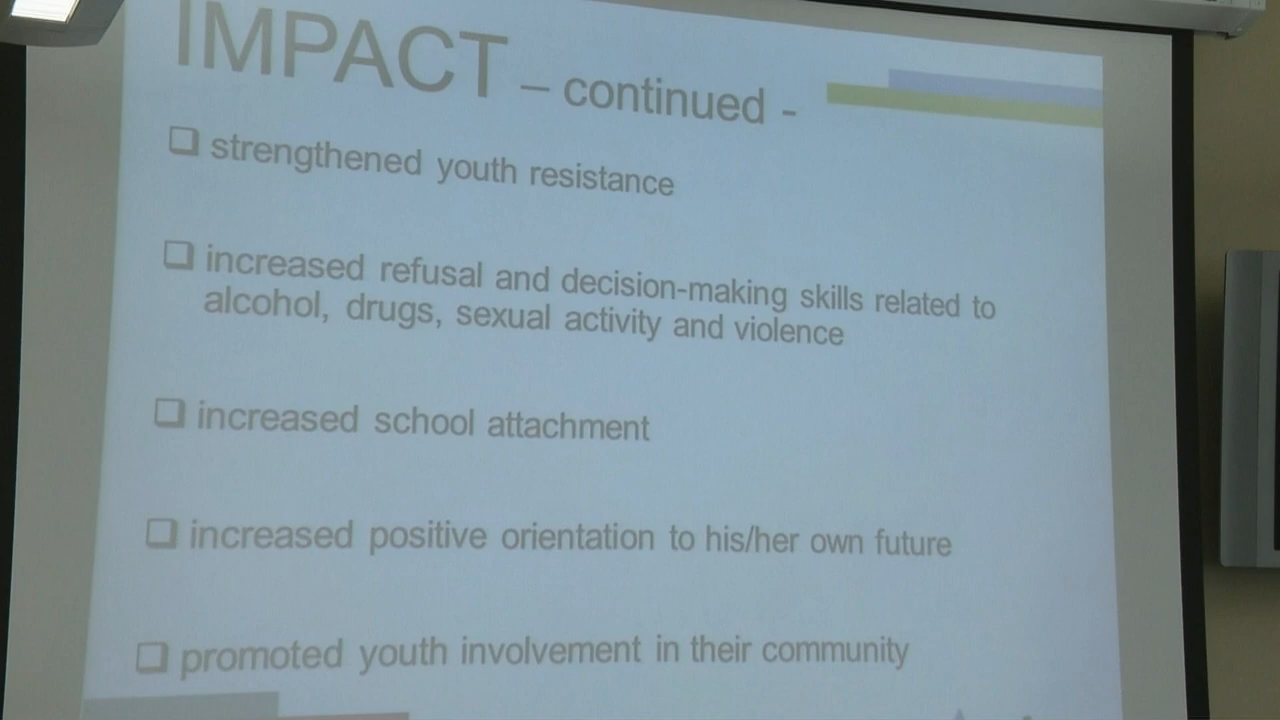 IMPACT – continued -
❑ strengthened youth resistance
❑ increased refusal and decision-making skills related to
alcohol, drugs, sexual activity and violence
❑ increased school attachment
❑ increased positive orientation to his/her own future
❑ promoted youth involvement in their community